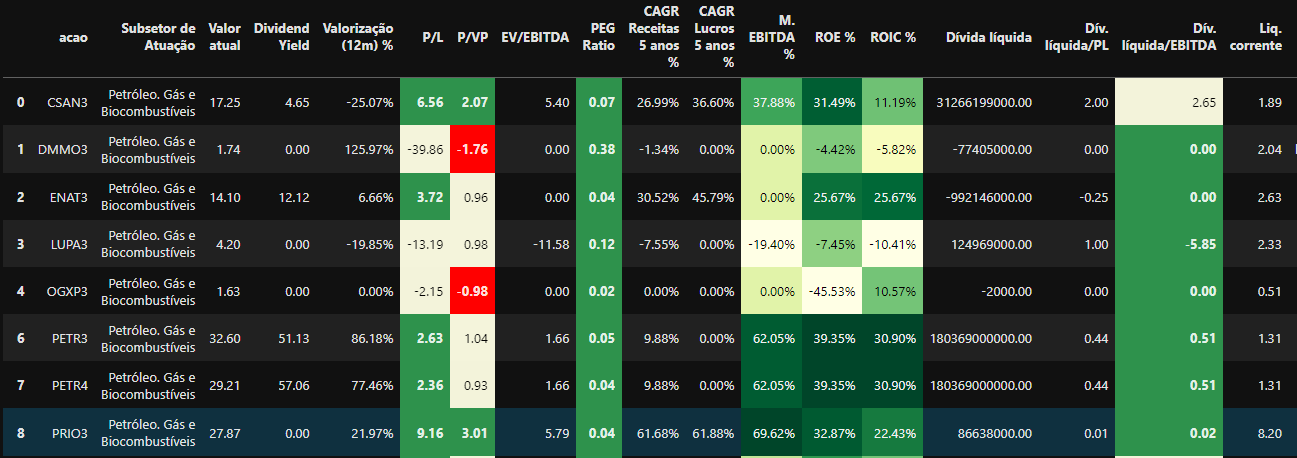 acao Subsetor de Atuação Valor atual Dividend Yield Valorização (12m) % P/L P/VP EV/EBITDA PEG Ratio CAGR Receitas 5 anos % CAGR Lucros 5 anos % M. EBITDA % ROE % ROIC % Dívida líquida Dív. líquida/PL Dív. líquida/EBITDA Liq. corrente
0 CSAN3 Petróleo. Gás e Biocombustíveis 17.25 4.65 -25.07% 6.56 2.07 5.40 0.07 26.99% 36.60% 37.88% 31.49% 11.19% 31266199000.00 2.00 2.65 1.89
1 DMMO3 Petróleo. Gás e Biocombustíveis 1.74 0.00 125.97% -39.86 -1.76 0.00 0.38 -1.34% 0.00% 0.00% -4.42% -5.82% -77405000.00 0.00 0.00 2.04
2 ENAT3 Petróleo. Gás e Biocombustíveis 14.10 12.12 6.66% 3.72 0.96 0.00 0.04 30.52% 45.79% 0.00% 25.67% 25.67% -992146000.00 -0.25 0.00 2.63
3 LUPA3 Petróleo. Gás e Biocombustíveis 4.20 0.00 -19.85% -13.19 0.98 -11.58 0.12 -7.55% 0.00% -19.40% -7.45% -10.41% 124969000.00 1.00 -5.85 2.33
4 OGXP3 Petróleo. Gás e Biocombustíveis 1.63 0.00 0.00% -2.15 -0.98 0.00 0.02 0.00% 0.00% 0.00% -45.53% 10.57% -2000.00 0.00 0.00 0.51
6 PETR3 Petróleo. Gás e Biocombustíveis 32.60 51.13 86.18% 2.63 1.04 1.66 0.05 9.88% 0.00% 62.05% 39.35% 30.90% 180369000000.00 0.44 0.51 1.31
7 PETR4 Petróleo. Gás e Biocombustíveis 29.21 57.06 77.46% 2.36 0.93 1.66 0.04 9.88% 0.00% 62.05% 39.35% 30.90% 180369000000.00 0.44 0.51 1.31
8 PRIO3 Petróleo. Gás e Biocombustíveis 27.87 0.00 21.97% 9.16 3.01 5.79 0.04 61.68% 61.88% 69.62% 32.87% 22.43% 86638000.00 0.01 0.02 8.20